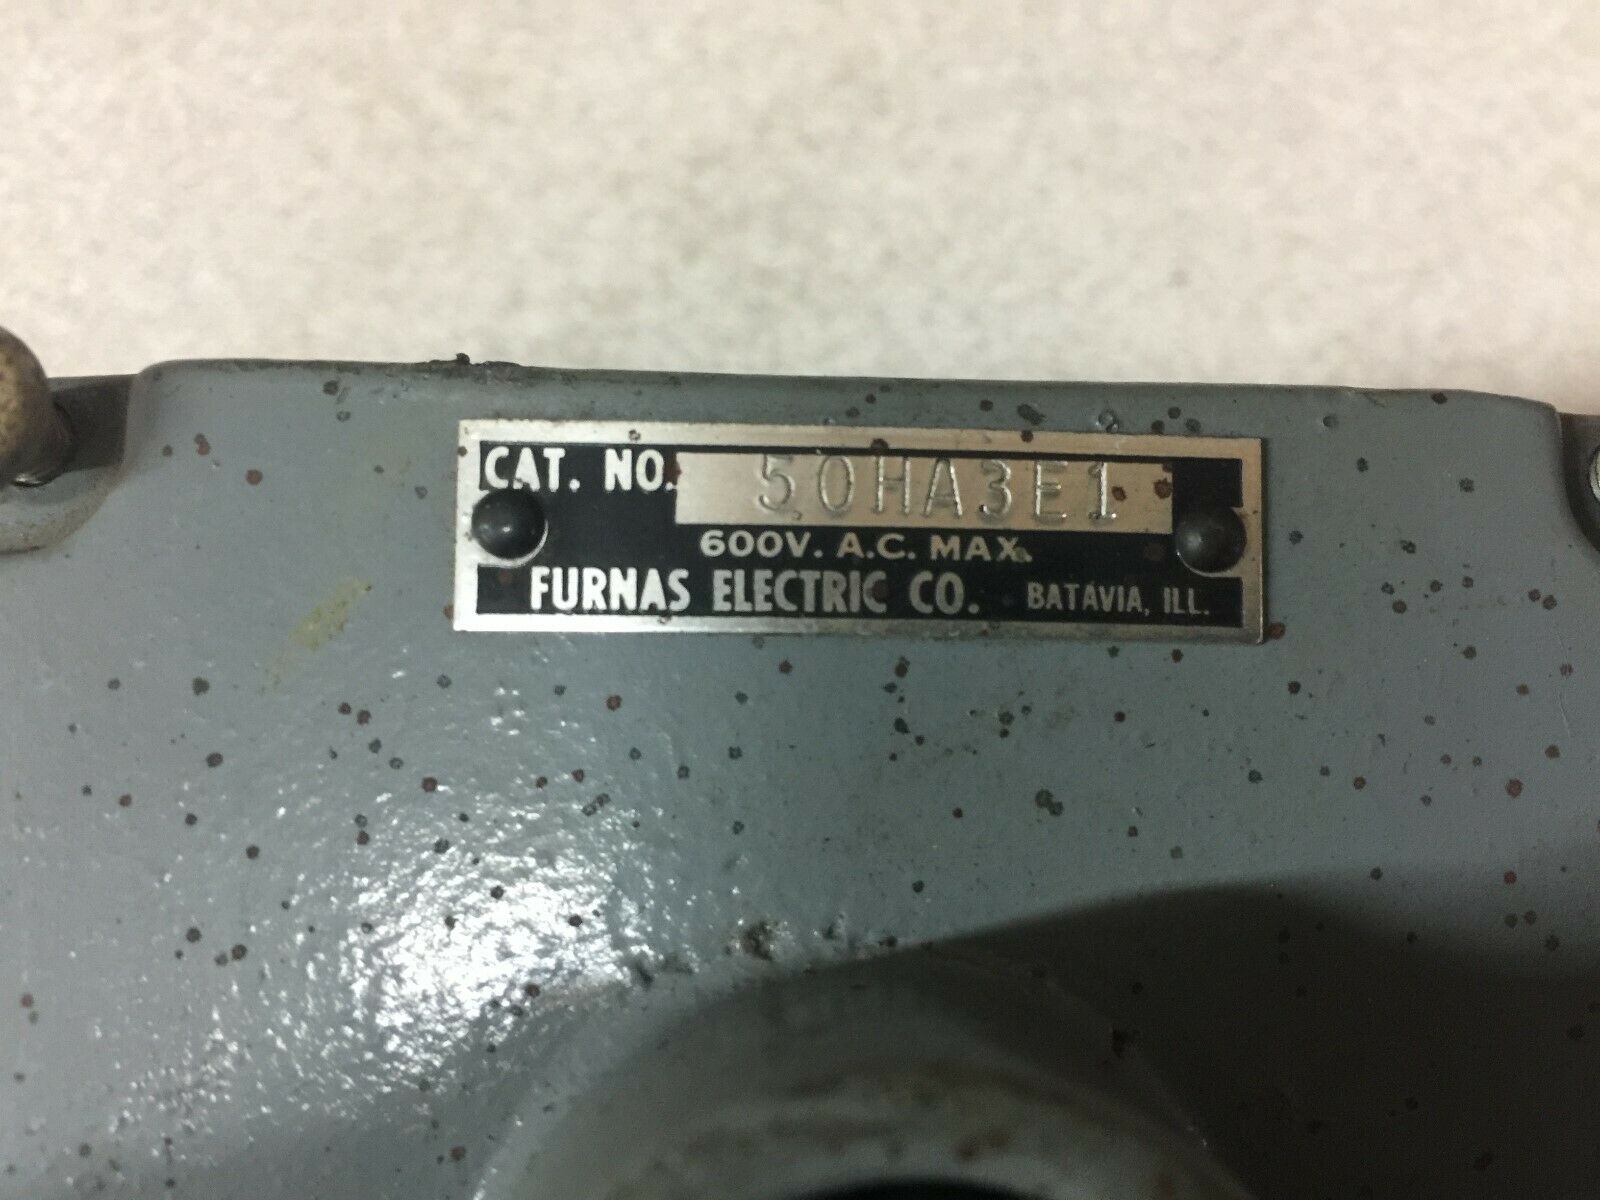 CAT. NO. 50HA3E1
600V. A.C. MAX.
FURNAS ELECTRIC CO. BATAVIA, ILL.